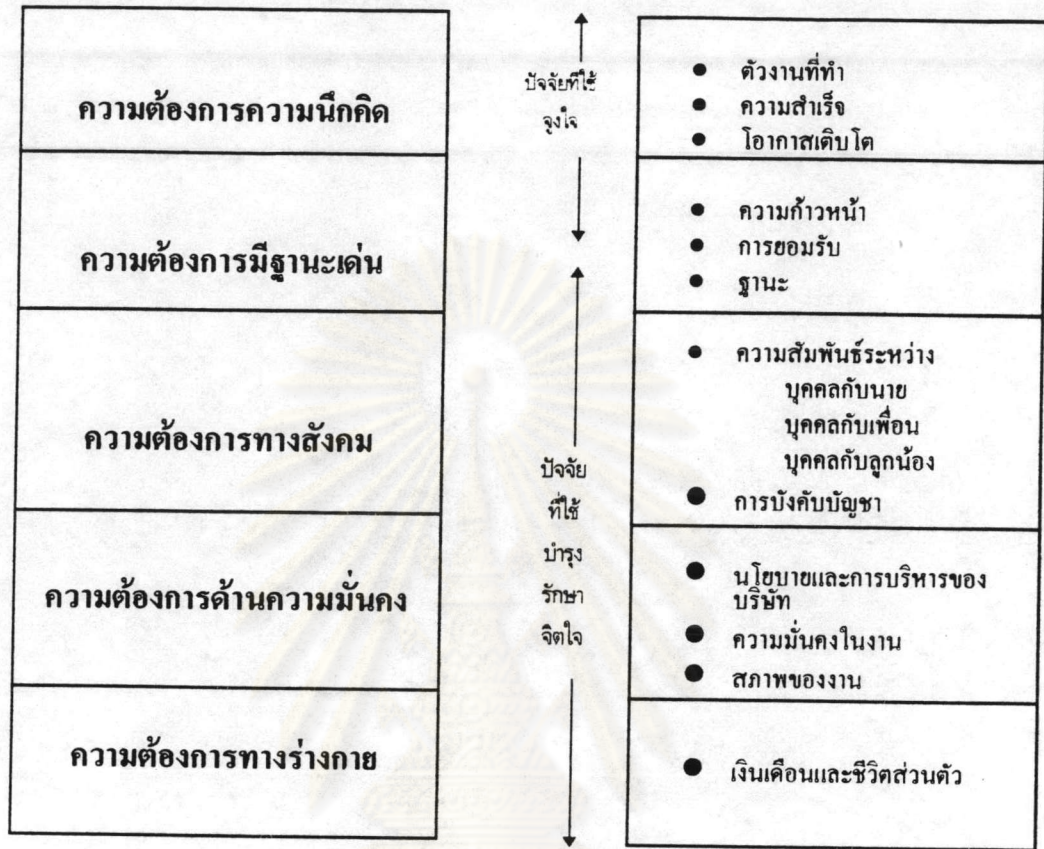 ความต้องการความนึกคิด
ความต้องการมีฐานะเด่น
ความต้องการทางสังคม
ความต้องการด้านความมั่นคง
ความต้องการทางร่างกาย
ปัจจัยที่ใช้
จูงใจ
ปัจจัย
ที่ใช้
บำรุง
รักษา
จิตใจ
● ตัวงานที่ทำ
● ความสำเร็จ
● โอกาสเติบโต
● ความก้าวหน้า
● การยอมรับ
● ฐานะ
● ความสัมพันธ์ระหว่าง
บุคคลกับนาย
บุคคลกับเพื่อน
บุคคลกับลูกน้อง
● การบังคับบัญชา
● นโยบายและการบริหารของ
บริษัท
● ความมั่นคงในงาน
● สภาพของงาน
● เงินเดือนและชีวิตส่วนตัว